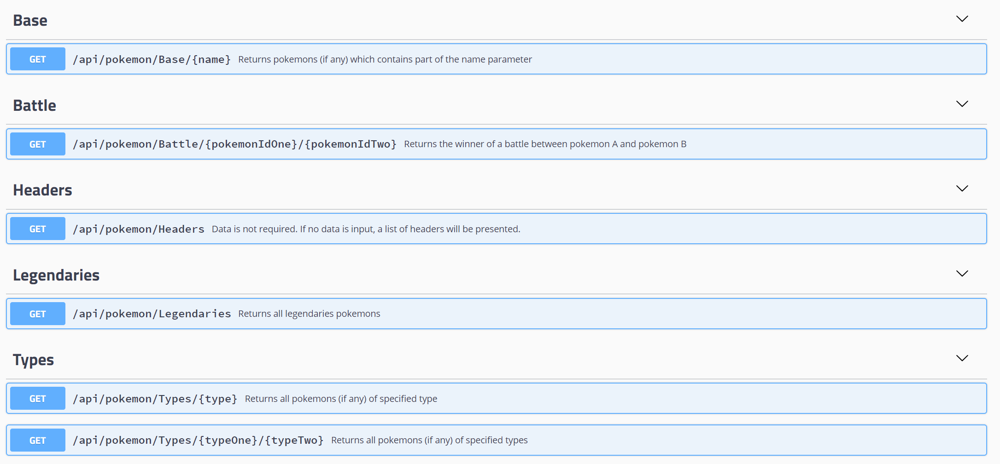 Base
GET /api/pokemon/Base/{name} Returns pokemons (if any) which contains part of the name parameter
Battle
GET /api/pokemon/Battle/{pokemonIdOne}/{pokemonIdTwo} Returns the winner of a battle between pokemon A and pokemon B
Headers
GET /api/pokemon/Headers Data is not required. If no data is input, a list of headers will be presented.
Legendaries
GET /api/pokemon/Legendaries Returns all legendaries pokemons
Types
GET /api/pokemon/Types/{type} Returns all pokemons (if any) of specified type
GET /api/pokemon/Types/{typeOne}/{typeTwo} Returns all pokemons (if any) of specified types